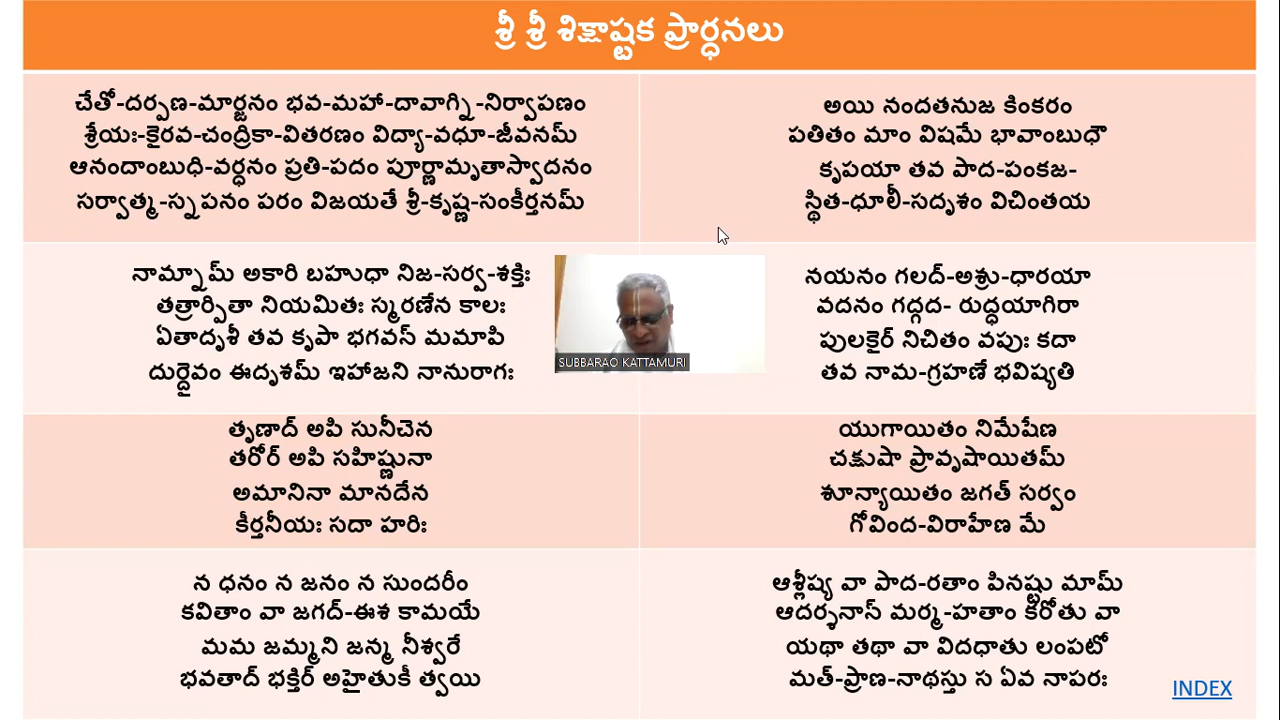 శ్రీ శ్రీ శిక్షాష్టక ప్రార్ధనలు
చేతో-దర్పణ-మార్జనం భవ-మహా-దావాగ్ని-నిర్వాపణం
శ్రేయః-కైరవ-చంద్రికా-వితరణం విద్యా-వధూ-జీవనమ్
ఆనందాంబుధి-వర్ధనం ప్రతి-పదం పూర్ణామృతాస్వాదనం
సర్వాత్మ-స్నపనం పరం విజయతే శ్రీ-కృష్ణ-సంకీర్తనమ్
నామ్నామ్ అకారి బహుధా నిజ-సర్వ-శక్తిః
తత్రార్పితా నియమితః స్మరణేన కాలః
ఏతాదృశీ తవ కృపా భగవన్ మమాపి
దుర్దైవం ఈదృశమ్ ఇహాజని నానురాగః
తృణాద్ అపి సునీచెన
తరోర్ అపి సహిష్ణునా
అమానినా మానదేన
కీర్తనీయః సదా హరిః
న ధనం న జనం న సుందరీం
కవితాం వా జగద్-ఈశ కామయే
మమ జమ్మని జన్మ నీశ్వరే
భవతాద్ భక్తిర్ అహైతుకీ త్వయి
అయి నందతనుజ కింకరం
పతితం మాం విషమే భావాంబుధౌ
కృపయా తవ పాద-పంకజ-
స్థిత-ధూలీ-సదృశం విచింతయ
నయనం గలద్-అశ్రు-ధారయా
వదనం గద్గద- రుద్ధయాగిరా
పులకైర్ నిచితం వపుః కదా
తవ నామ-గ్రహణే భవిష్యతి
యుగాయితం నిమేషేణ
చక్షుషా ప్రావృషాయితమ్
శూన్యాయితం జగత్ సర్వం
గోవింద-విరాహేణ మే
ఆశ్లీష్య వా పాద-రతాం పినష్టు మామ్
ఆదర్శనాస్ మర్మ-హతాం కరోతు వా
యథా తథా వా విదధాతు లంపటో
మత్-ప్రాణ-నాథస్తు స ఏవ నాపరః
SUBBARAO KATTAMURI
INDEX